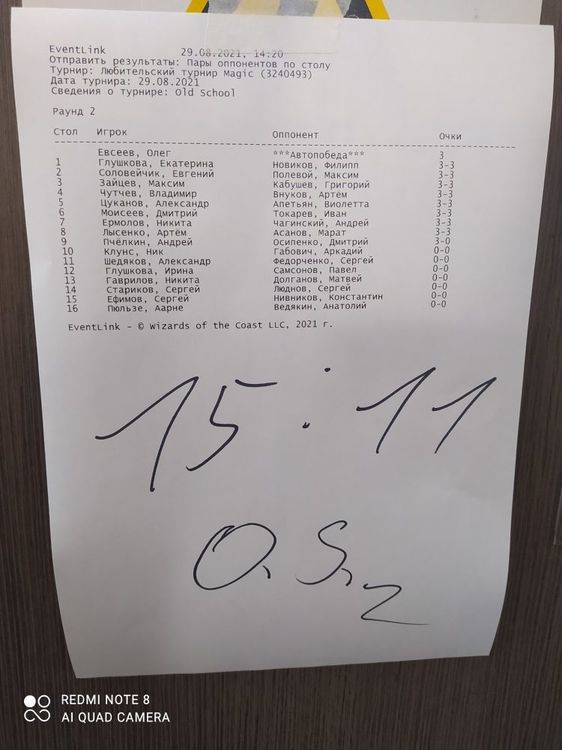 EventLink 29.08.2021, 14:20
Отправить результаты: Пары оппонентов по столу
Турнир: Любительский турнир Magic (3240493)
Дата турнира: 29.08.2021
Сведения о турнире: Old School
Раунд 2
Стол Игрок Оппонент Очки
Евсеев, Олег ***Автопобеда*** 3
1 Глушкова, Екатерина Новиков, Филипп 3-3
2 Соловейчик, Евгений Полевой, Максим 3-3
3 Зайцев, Максим Кабушев, Григорий 3-3
4 Чутчев, Владимир Внуков, Артём 3-3
5 Цуканов, Александр Апетьян, Виолетта 3-3
6 Моисеев, Дмитрий Токарев, Иван 3-3
7 Ермолов, Никита Чагинский, Андрей 3-3
8 Лысенко, Артём Асанов, Марат 3-3
9 Пчёлкин, Андрей Осипенко, Дмитрий 3-0
10 Клунс, Ник Габович, Аркадий 0-0
11 Шедяков, Александр Федорченко, Сергей 0-0
12 Глушкова, Ирина Самсонов, Павел 0-0
13 Гаврилов, Никита Долганов, Матвей 0-0
14 Стариков, Сергей Люднов, Сергей 0-0
15 Ефимов, Сергей Нивников, Константин 0-0
16 Пюльзе, Аарне Ведякин, Анатолий 0-0
EventLink - © Wizards of the Coast LLC, 2021 г.
15:11
O.S.2
REDMI NOTE 8
AI QUAD CAMERA